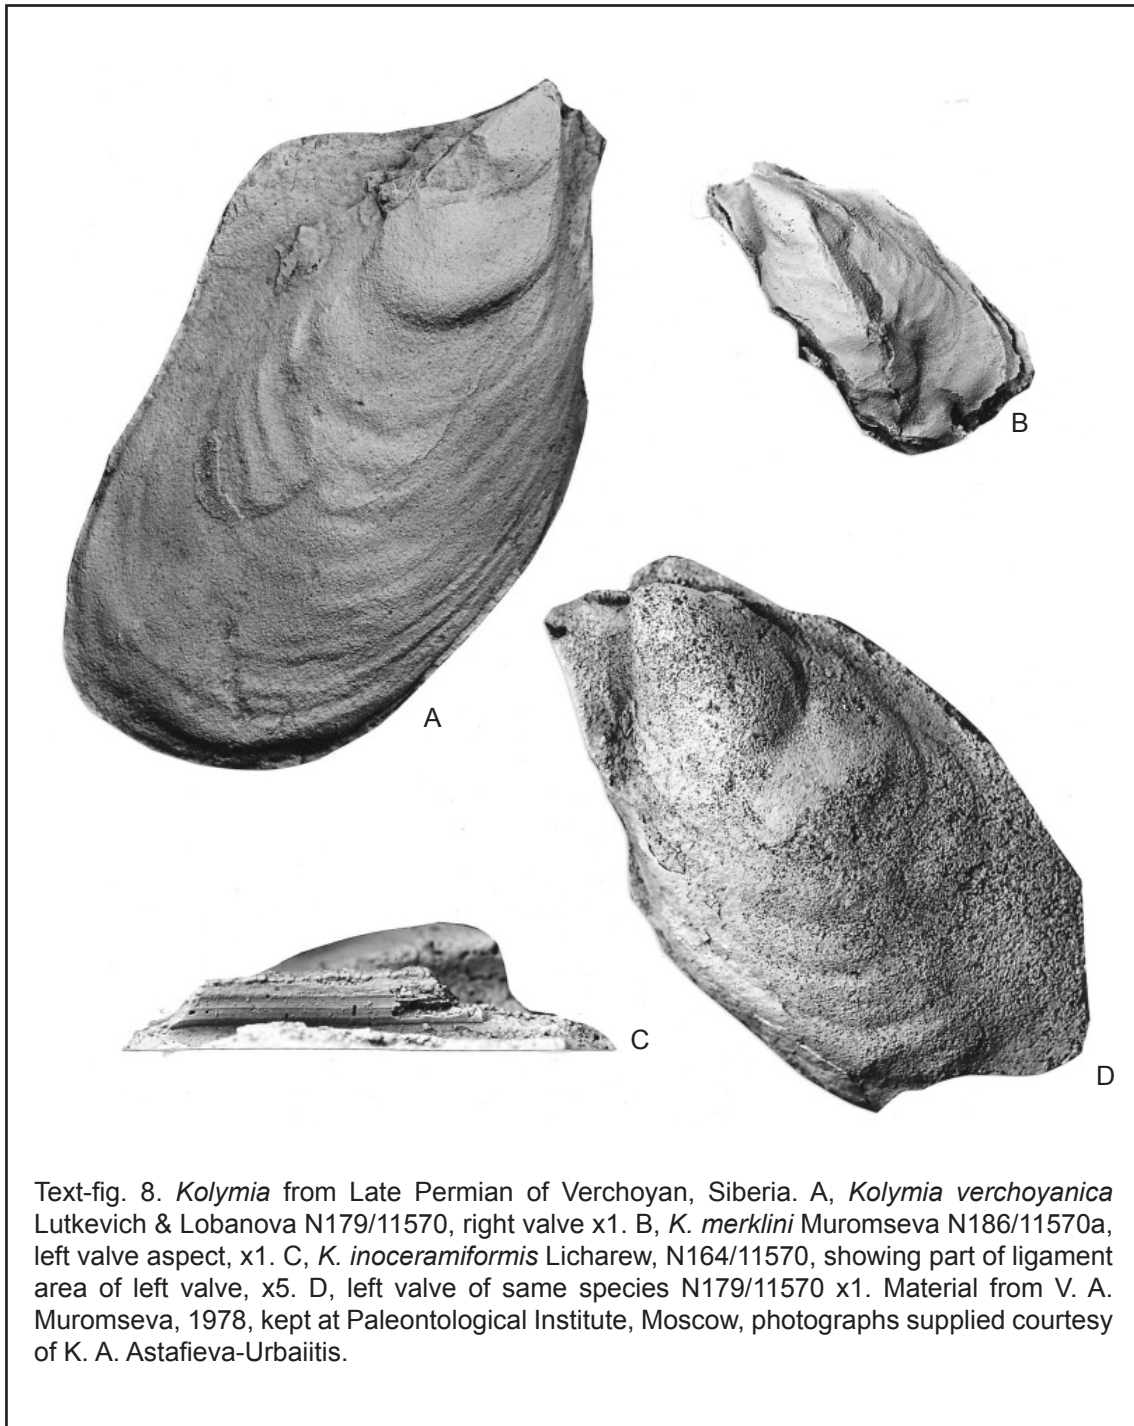 B
A
C
D
Text-fig. 8. Kolymia from Late Permian of Verchoyan, Siberia. A, Kolymia verchoyanica
Lutkevich & Lobanova N179/11570, right valve x1. B, K. merklini Muromseva N186/11570a,
left valve aspect, x1. C, K. inoceramiformis Licharew, N164/11570, showing part of ligament
area of left valve, x5. D, left valve of same species N179/11570 x1. Material from V. A.
Muromseva, 1978, kept at Paleontological Institute, Moscow, photographs supplied courtesy
of K. A. Astafieva-Urbaiitis.